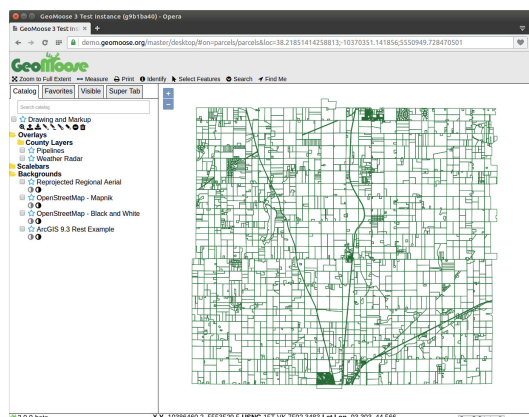 GeoMoose 3 Test Instance (g9b1ba40) - Opera
GeoMoose 3 Test Ins
demo.geomoose.org/master/desktop/#on=parcels/parcels&loc=38.21851414258813;-10370351.141856;5550949.728470501
GeoMoose
Zoom to Full Extent Measure Print Identify Select Features Search Find Me
Catalog Favorites Visible Super Tab
Search catalog
Drawing and Markup
Overlays
County Layers
Pipelines
Weather Radar
Scalebars
Backgrounds
Reprojected Regional Aerial
OpenStreetMap - Mapnik
OpenStreetMap - Black and White
ArcGIS 9.3 Rest Example
+
−